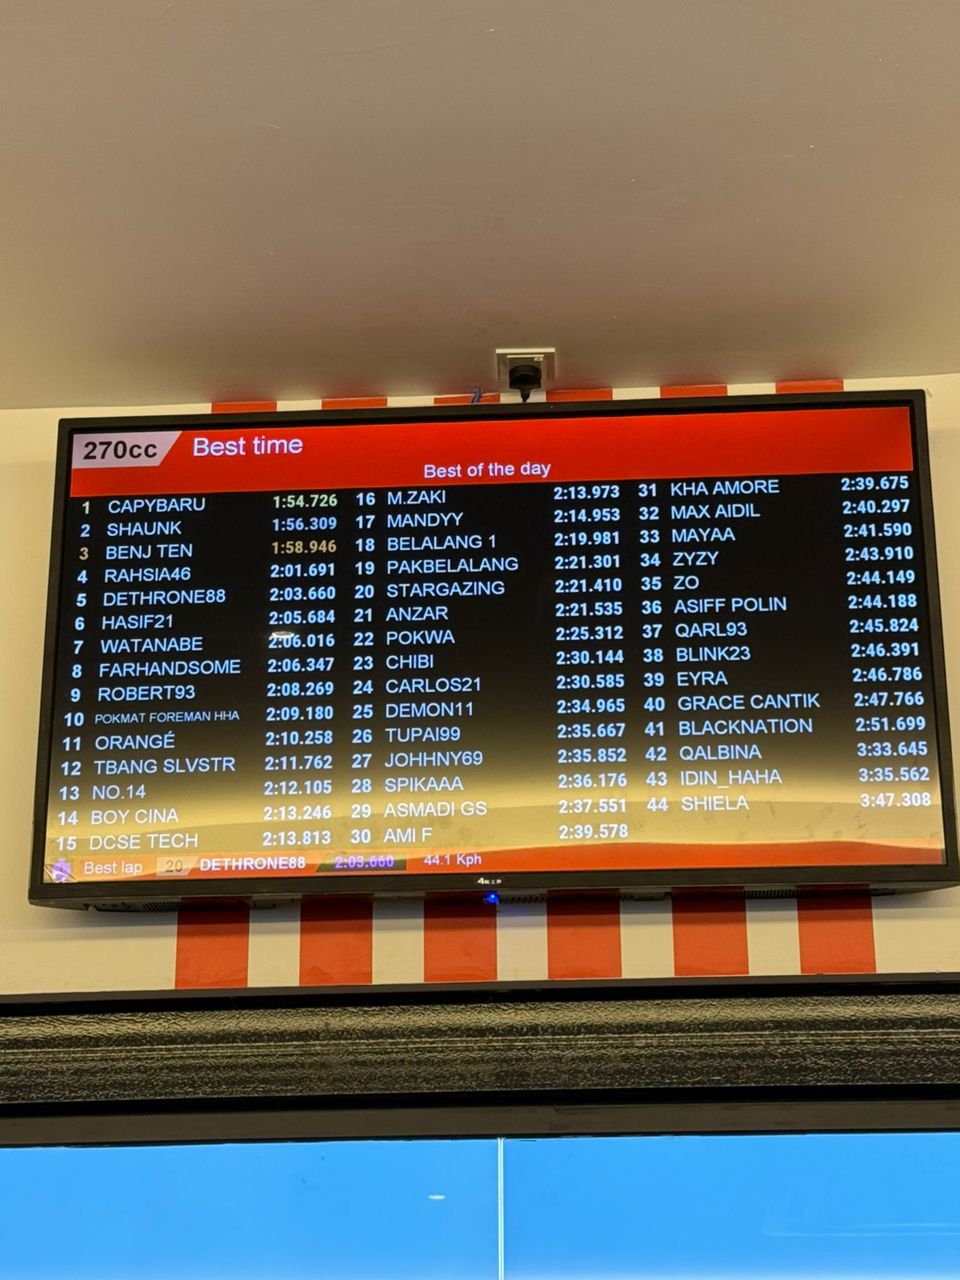 270cc Best time
Best of the day
1 CAPYBARU 1:54.726
2 SHAUNK 1:56.309
3 BENJ TEN 1:58.946
4 RAHSIA46 2:01.691
5 DETHRONE88 2:03.660
6 HASIF21 2:05.684
7 WATANABE 2:06.016
8 FARHANDSOME 2:06.347
9 ROBERT93 2:08.269
10 POKMAT FOREMAN HHA 2:09.180
11 ORANGÉ 2:10.258
12 TBANG SLVSTR 2:11.762
13 NO.14 2:12.105
14 BOY CINA 2:13.246
15 DCSE TECH 2:13.813
16 M.ZAKI 2:13.973
17 MANDYY 2:14.953
18 BELALANG 1 2:19.981
19 PAKBELALANG 2:21.301
20 STARGAZING 2:21.410
21 ANZAR 2:21.535
22 POKWA 2:25.312
23 CHIBI 2:30.144
24 CARLOS21 2:30.585
25 DEMON11 2:34.965
26 TUPAI99 2:35.667
27 JOHHNY69 2:35.852
28 SPIKAAA 2:36.176
29 ASMADI GS 2:37.551
30 AMI F 2:39.578
31 KHA AMORE 2:39.675
32 MAX AIDIL 2:40.297
33 MAYAA 2:41.590
34 ZYZY 2:43.910
35 ZO 2:44.149
36 ASIFF POLIN 2:44.188
37 QARL93 2:45.824
38 BLINK23 2:46.391
39 EYRA 2:46.786
40 GRACE CANTIK 2:47.766
41 BLACKNATION 2:51.699
42 QALBINA 3:33.645
43 IDIN_HAHA 3:35.562
44 SHIELA 3:47.308
Best lap 20 DETHRONE88 2:03.660 44.1 Kph